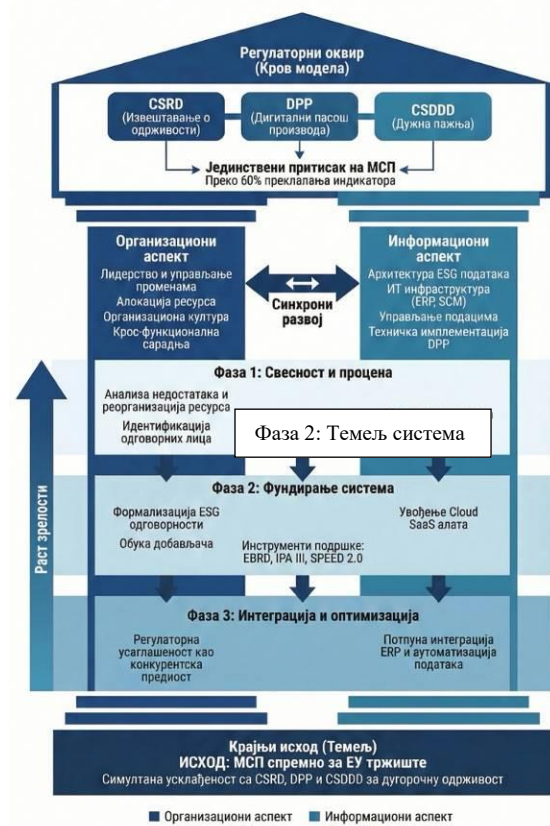 Регулаторни оквир
(Кров модела)
CSRD
(Извештавање о
одрживости)
DPP
(Дигитални пасош
производа)
CSDDD
(Дужна пажња)
Јединствени притисак на МСП
Преко 60% преклапања индикатора
Организациони
аспект
Лидерство и управљање
променама
Алокација ресурса
Организациона култура
Крос-функционална
сарадња
Синхрони
развој
Информациони
аспект
Архитектура ESG података
ИТ инфраструктура
(ERP, SCM)
Управљање подацима
Техничка имплементација
DPP
Раст зрелости
Фаза 1: Свесност и процена
Анализа недостатака и
реорганизација ресурса
Идентификација
одговорних лица
Фаза 2: Темељ система
Фаза 2: Фундирање система
Формализација ESG
одговорности
Обука добављача
Инструменти подршке:
EBRD, IPA III, SPEED 2.0
Увођење Cloud
SaaS алата
Фаза 3: Интеграција и оптимизација
Регулаторна
усаглашеност као
конкурентска
предност
Потпуна интеграција
ERP и аутоматизација
података
Крајњи исход (Темељ)
ИСХОД: МСП спремно за ЕУ тржиште
Симултана усклађеност са CSRD, DPP и CSDDD за дугорочну одрживост
Организациони аспект
Информациони аспект